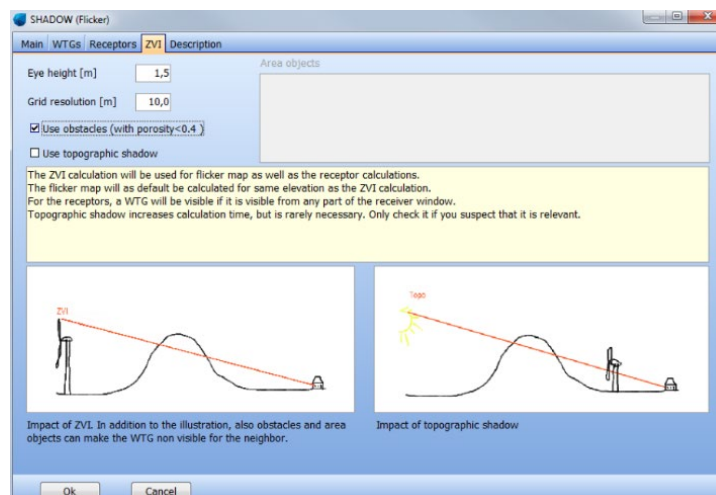 SHADOW (Flicker)
Main WTGs Receptors ZVI Description
Eye height [m] 1,5
Area objects
Grid resolution [m] 10,0
Use obstacles (with porosity<0.4 )
Use topographic shadow
The ZVI calculation will be used for flicker map as well as the receptor calculations.
The flicker map will as default be calculated for same elevation as the ZVI calculation.
For the receptors, a WTG will be visible if it is visible from any part of the receiver window.
Topographic shadow increases calculation time, but is rarely necessary. Only check it if you suspect that it is relevant.
ZVI
Topo
Impact of ZVI. In addition to the illustration, also obstacles and area
objects can make the WTG non visible for the neighbor.
Impact of topographic shadow
Ok Cancel